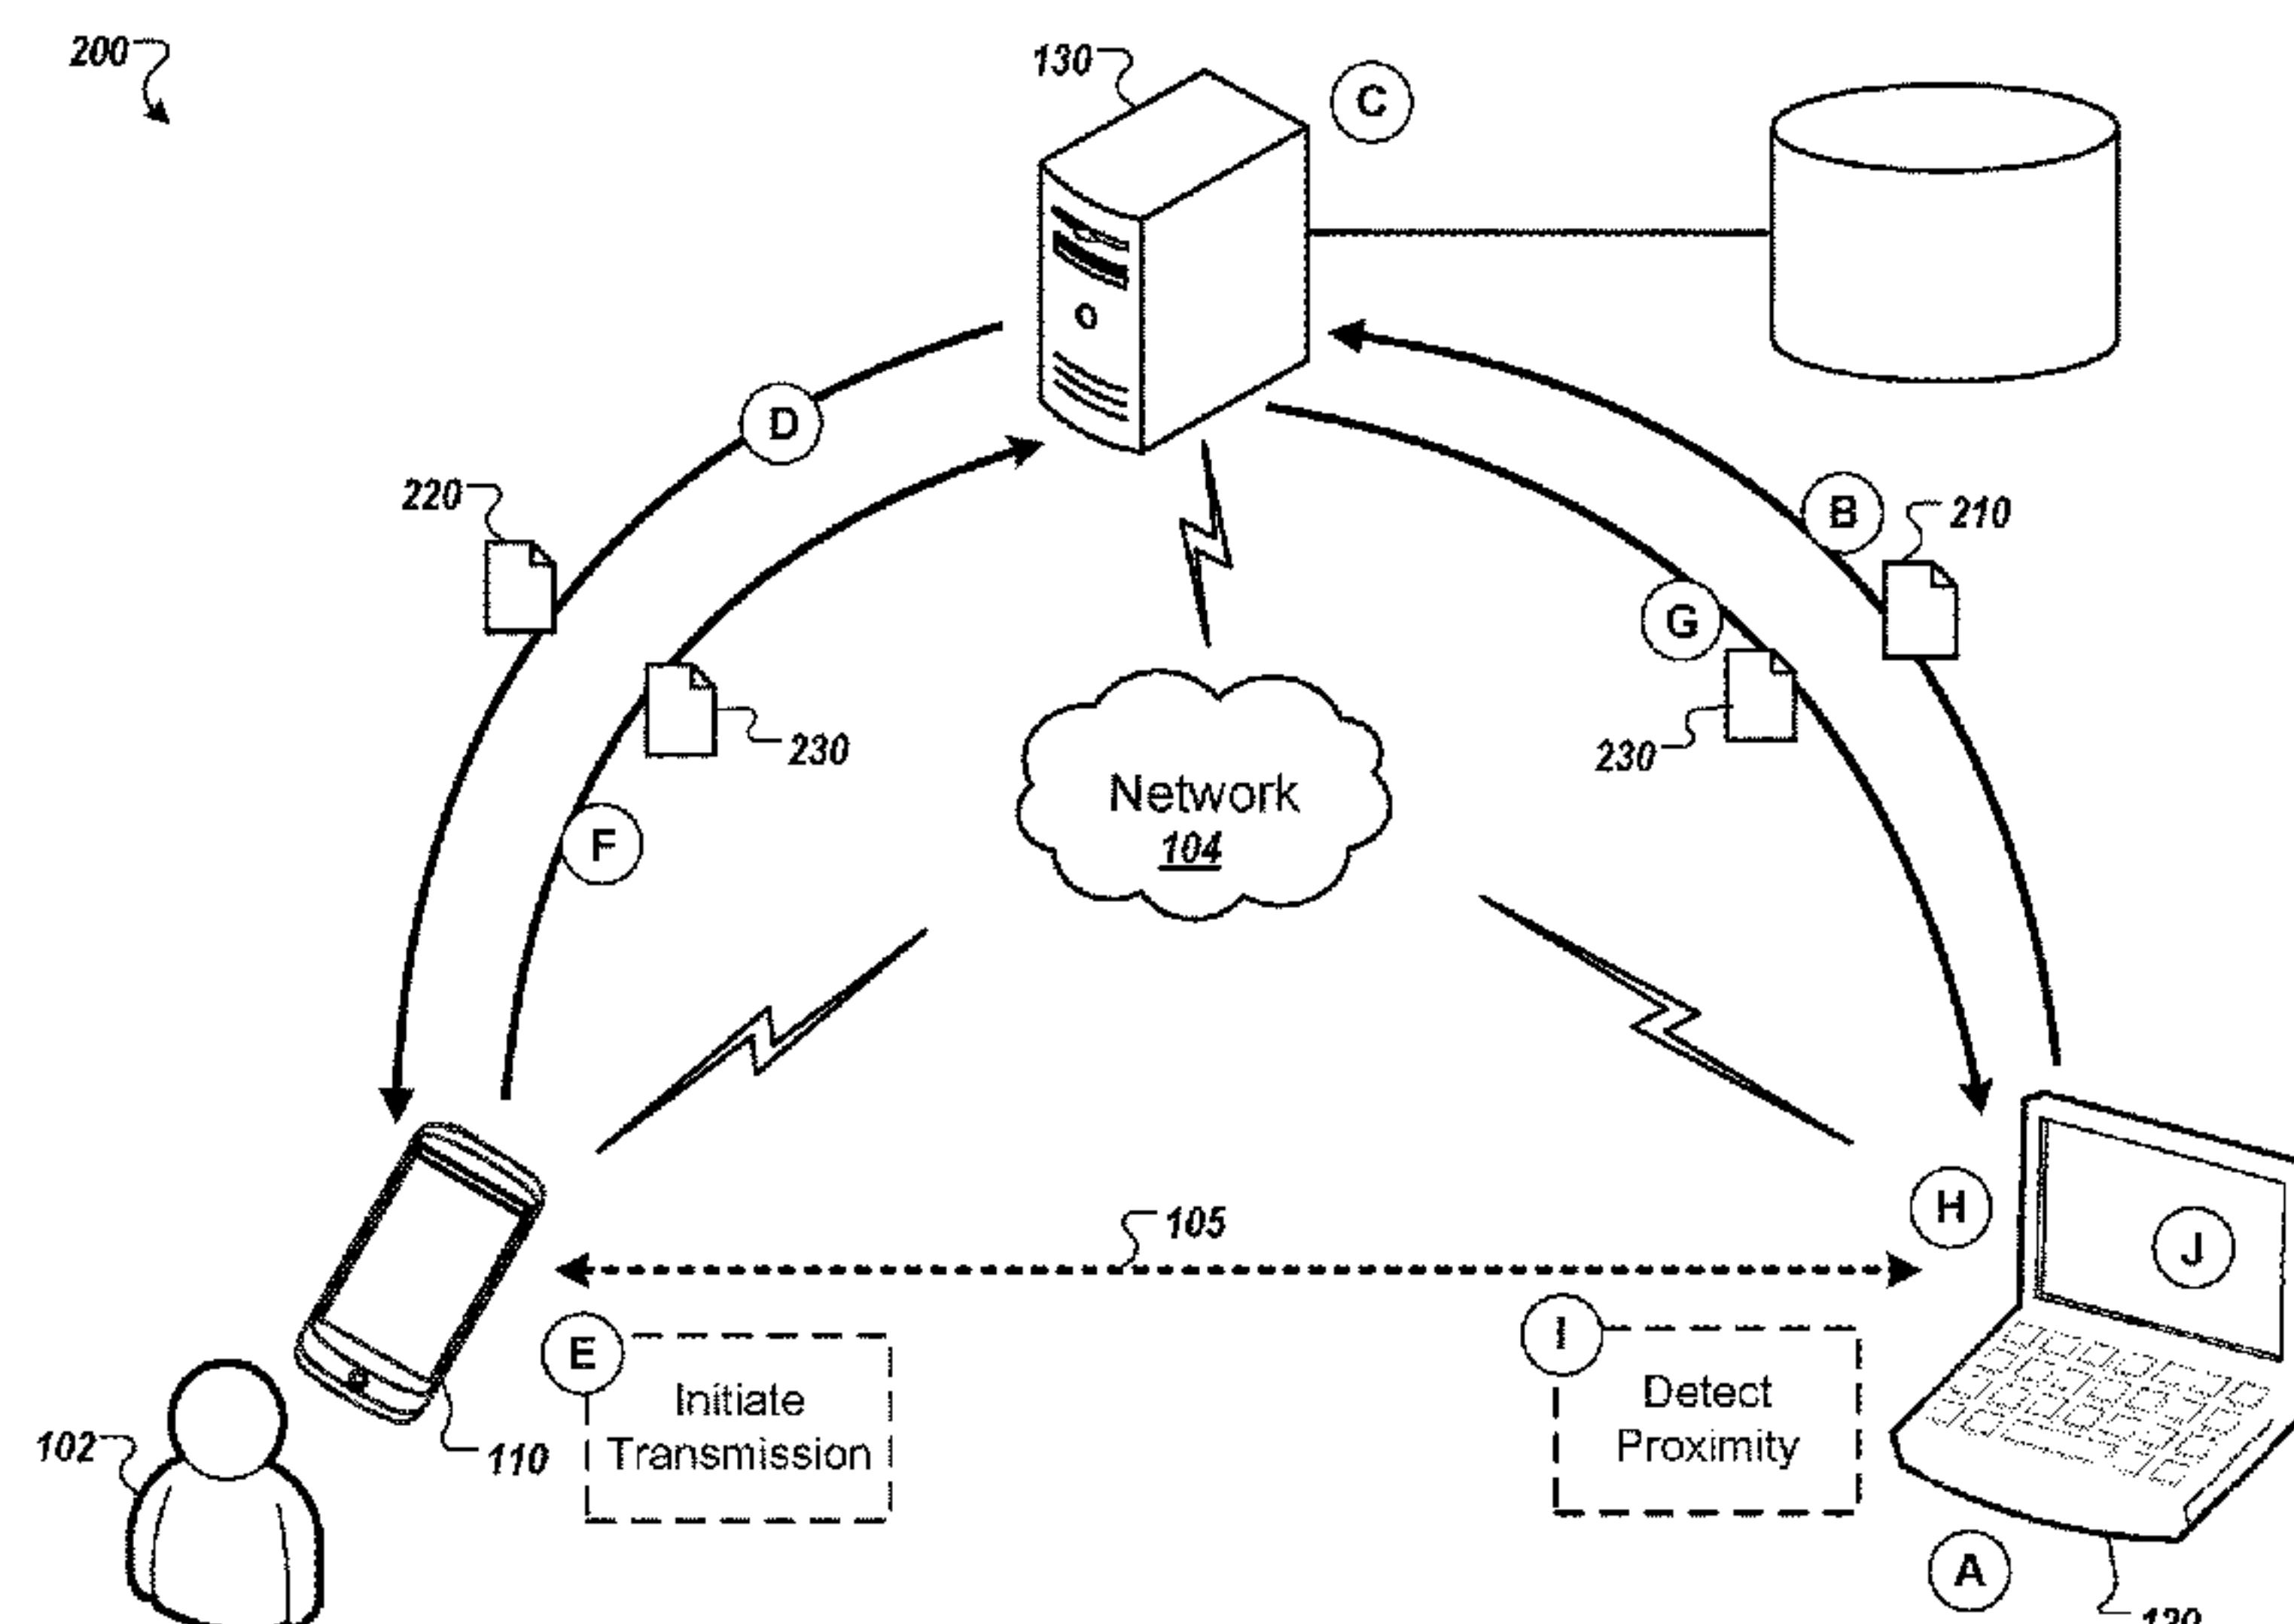 200
130
C
D
220
B
210
G
230
230
Network
104
F
105
H
J
E
Initiate
Transmission
I
Detect
Proximity
102
110
A